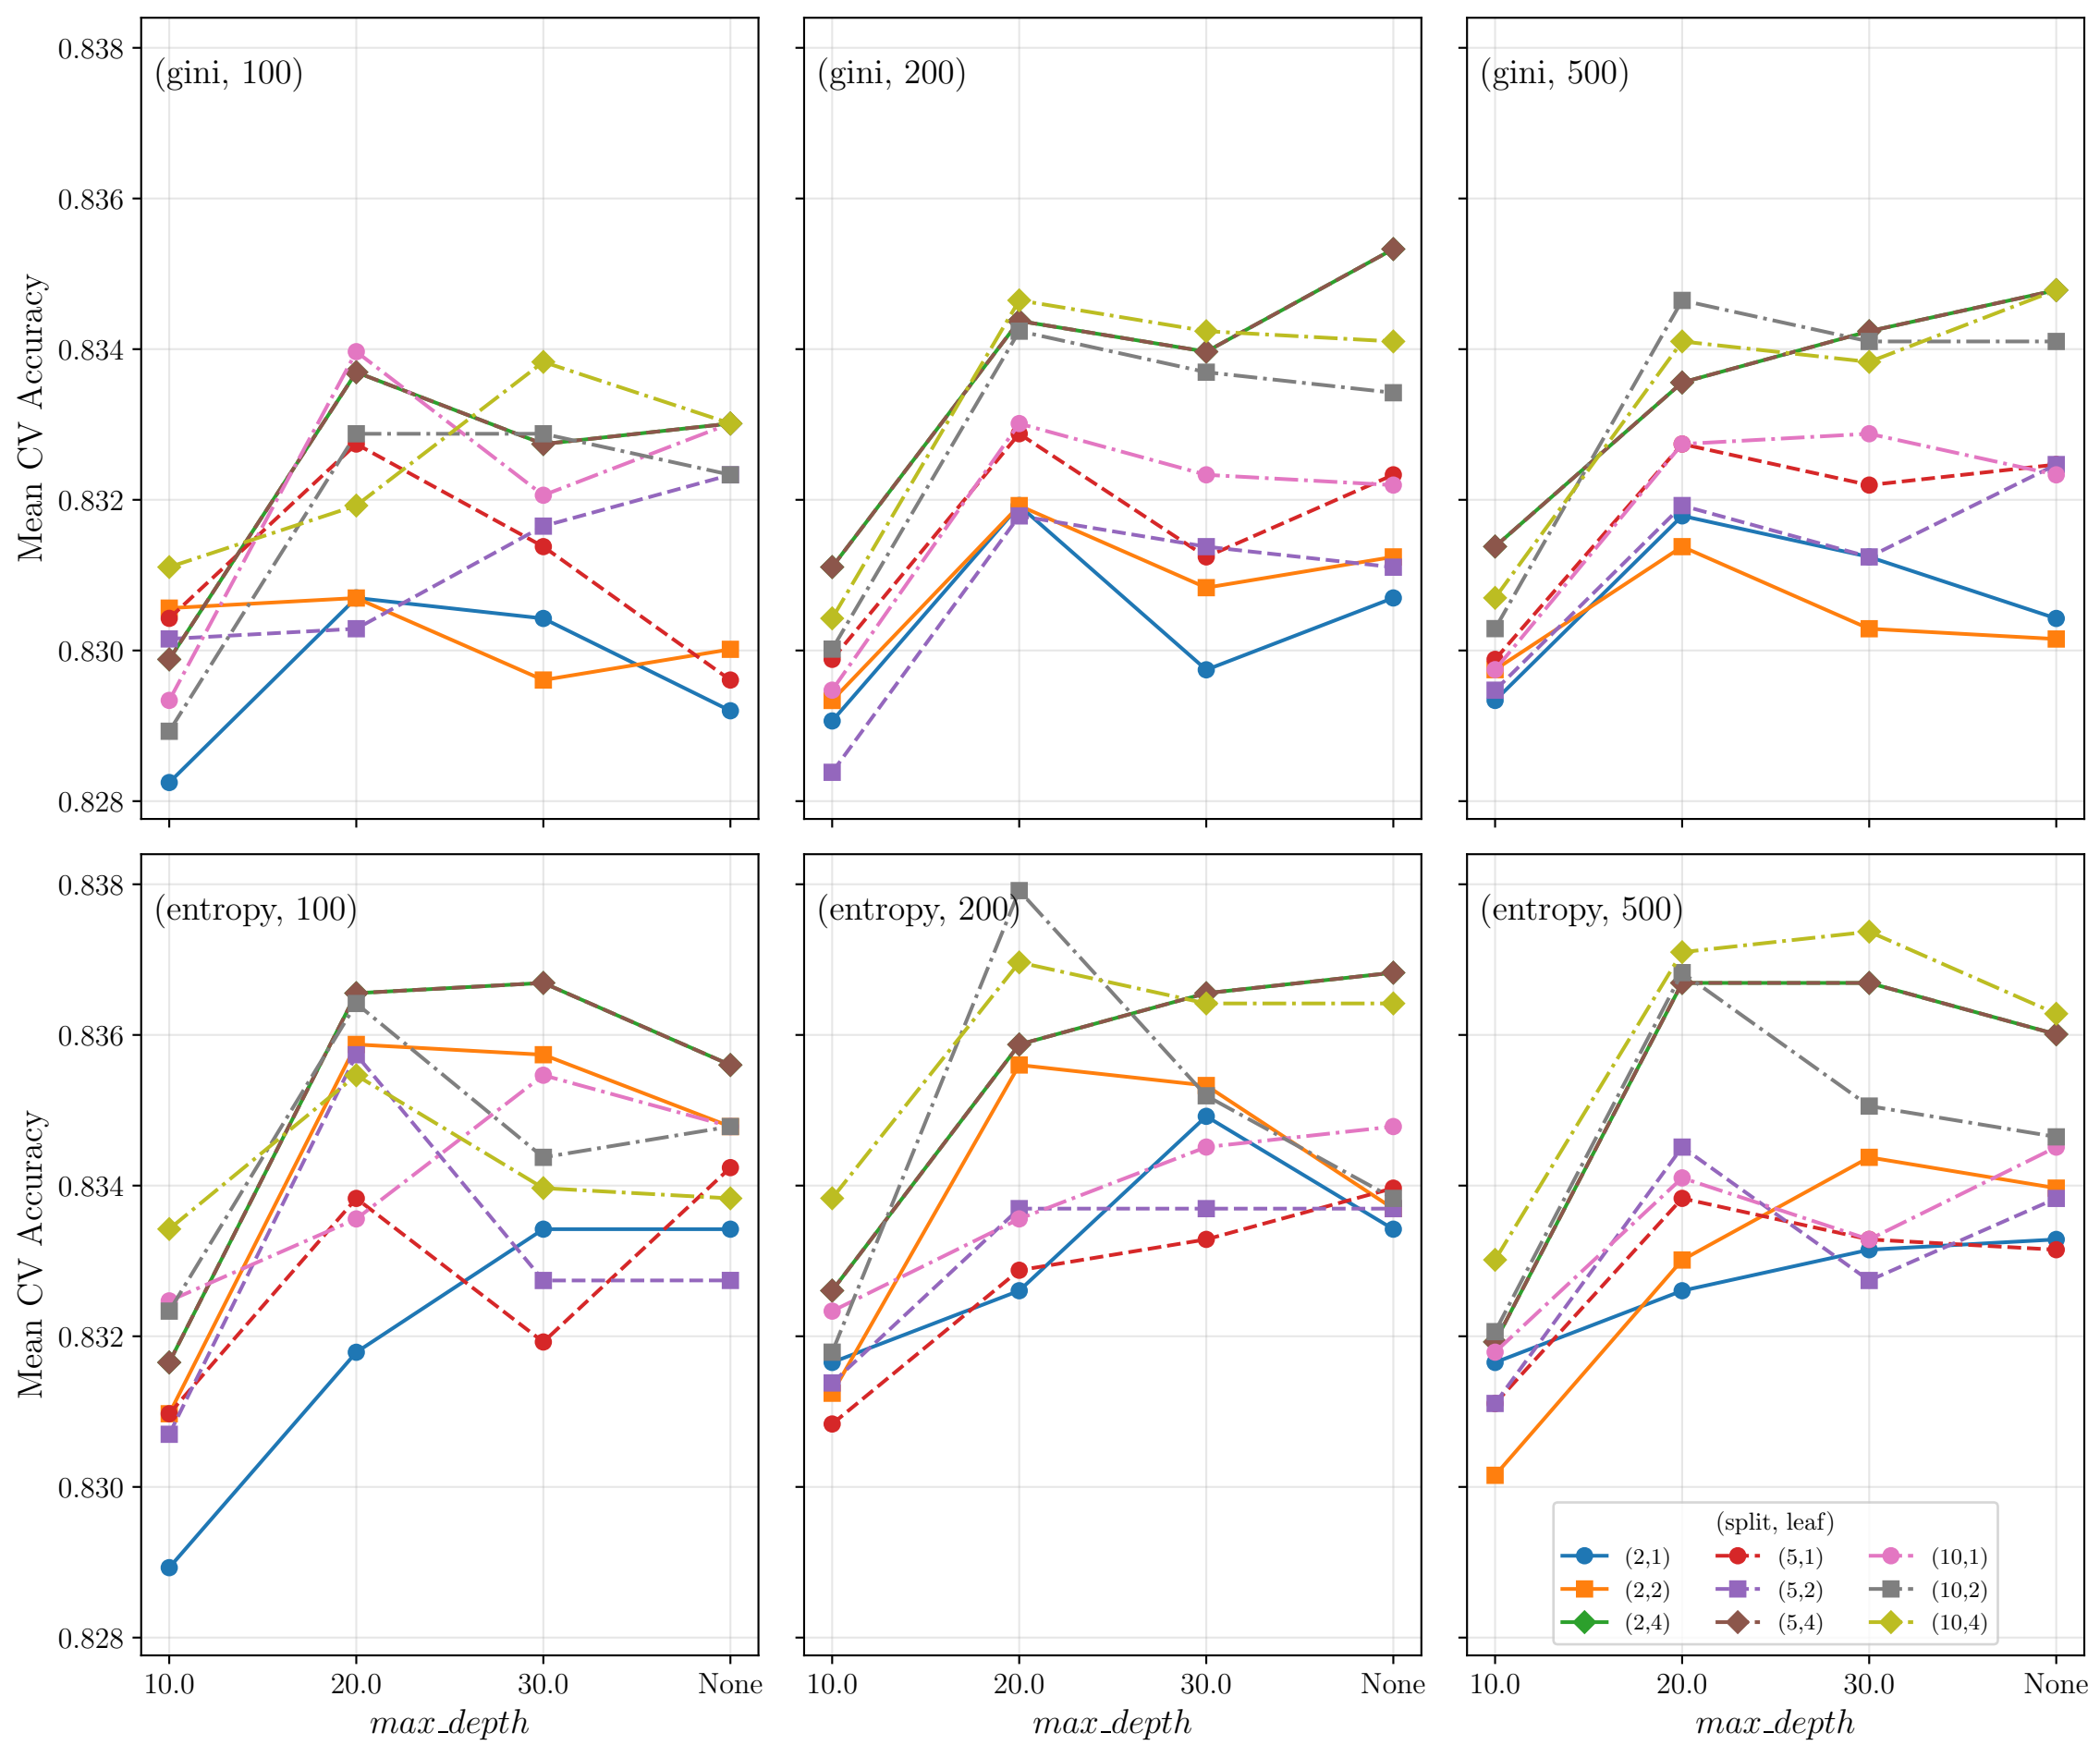 (gini, 100)
(gini, 200)
(gini, 500)
0.838
0.836
0.834
0.832
0.830
0.828
Mean CV Accuracy
(entropy, 100)
(entropy, 200)
(entropy, 500)
0.838
0.836
0.834
0.832
0.830
0.828
Mean CV Accuracy
(split, leaf)
(2,1) (5,1) (10,1)
(2,2) (5,2) (10,2)
(2,4) (5,4) (10,4)
10.0 20.0 30.0 None
10.0 20.0 30.0 None
10.0 20.0 30.0 None
max_depth
max_depth
max_depth